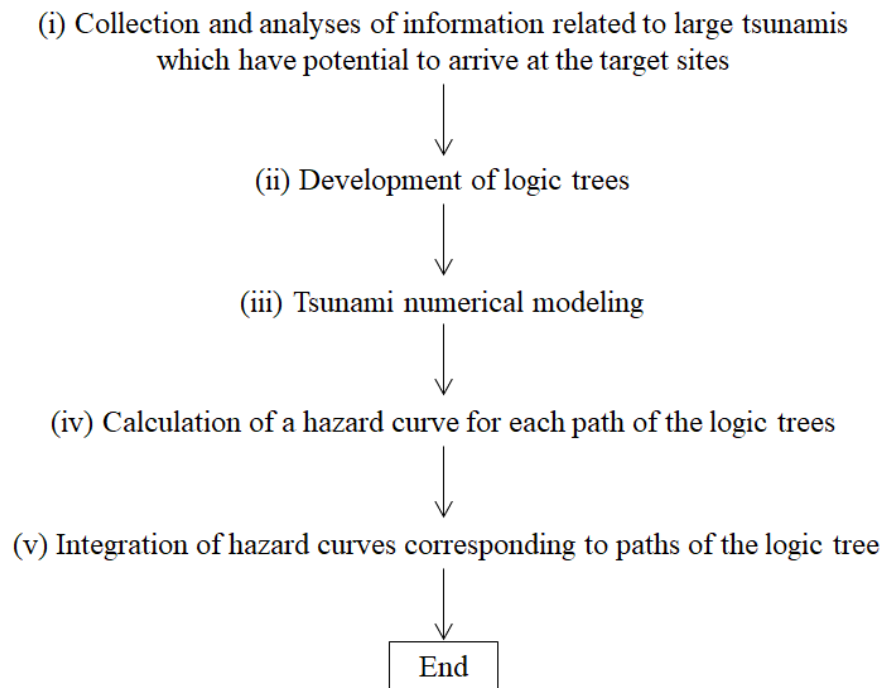 (i) Collection and analyses of information related to large tsunamis
which have potential to arrive at the target sites
(ii) Development of logic trees
(iii) Tsunami numerical modeling
(iv) Calculation of a hazard curve for each path of the logic trees
(v) Integration of hazard curves corresponding to paths of the logic tree
End